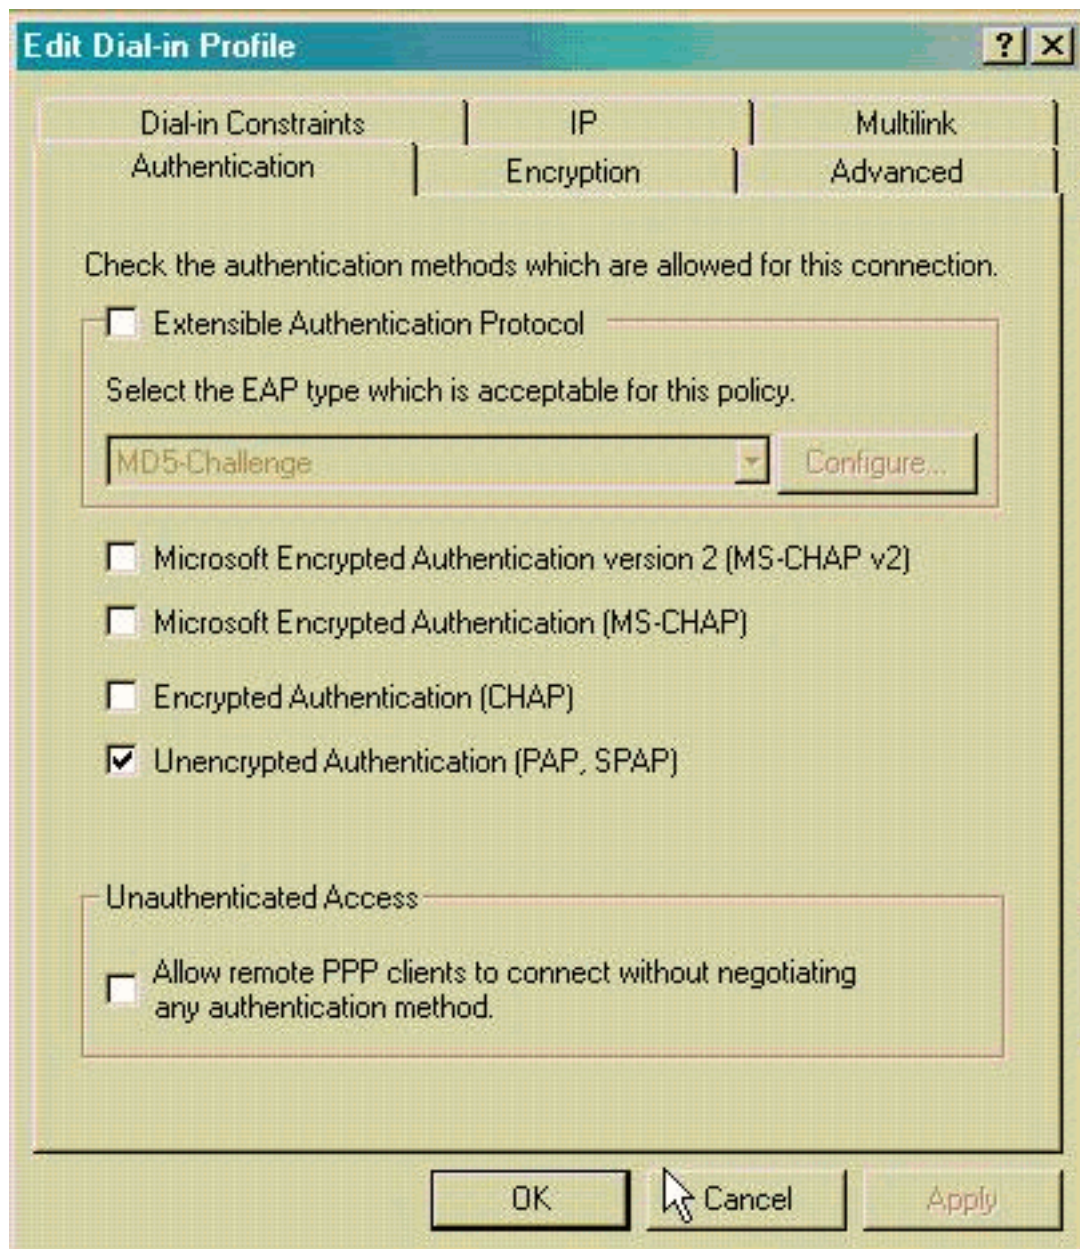 Edit Dial-in Profile
Dial-in Constraints IP Multilink
Authentication Encryption Advanced
Check the authentication methods which are allowed for this connection.
Extensible Authentication Protocol
Select the EAP type which is acceptable for this policy.
MD5-Challenge Configure...
Microsoft Encrypted Authentication version 2 (MS-CHAP v2)
Microsoft Encrypted Authentication (MS-CHAP)
Encrypted Authentication (CHAP)
Unencrypted Authentication (PAP, SPAP)
Unauthenticated Access
Allow remote PPP clients to connect without negotiating
any authentication method.
OK Cancel Apply